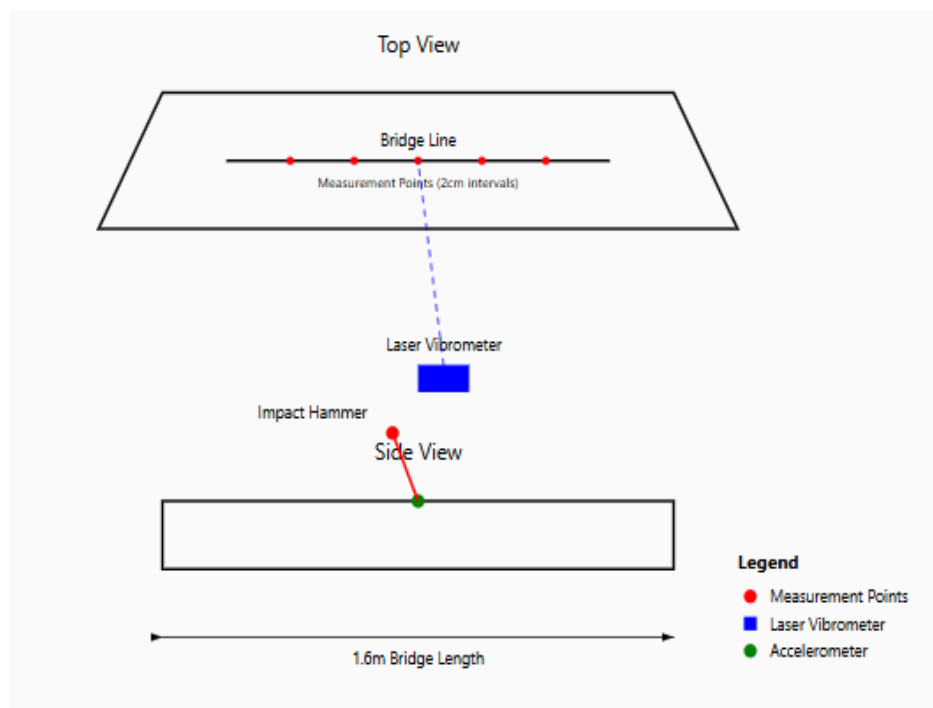 Top View
Bridge Line
Measurement Points (2cm intervals)
Laser Vibrometer
Impact Hammer
Side View
Legend
Measurement Points
Laser Vibrometer
Accelerometer
1.6m Bridge Length